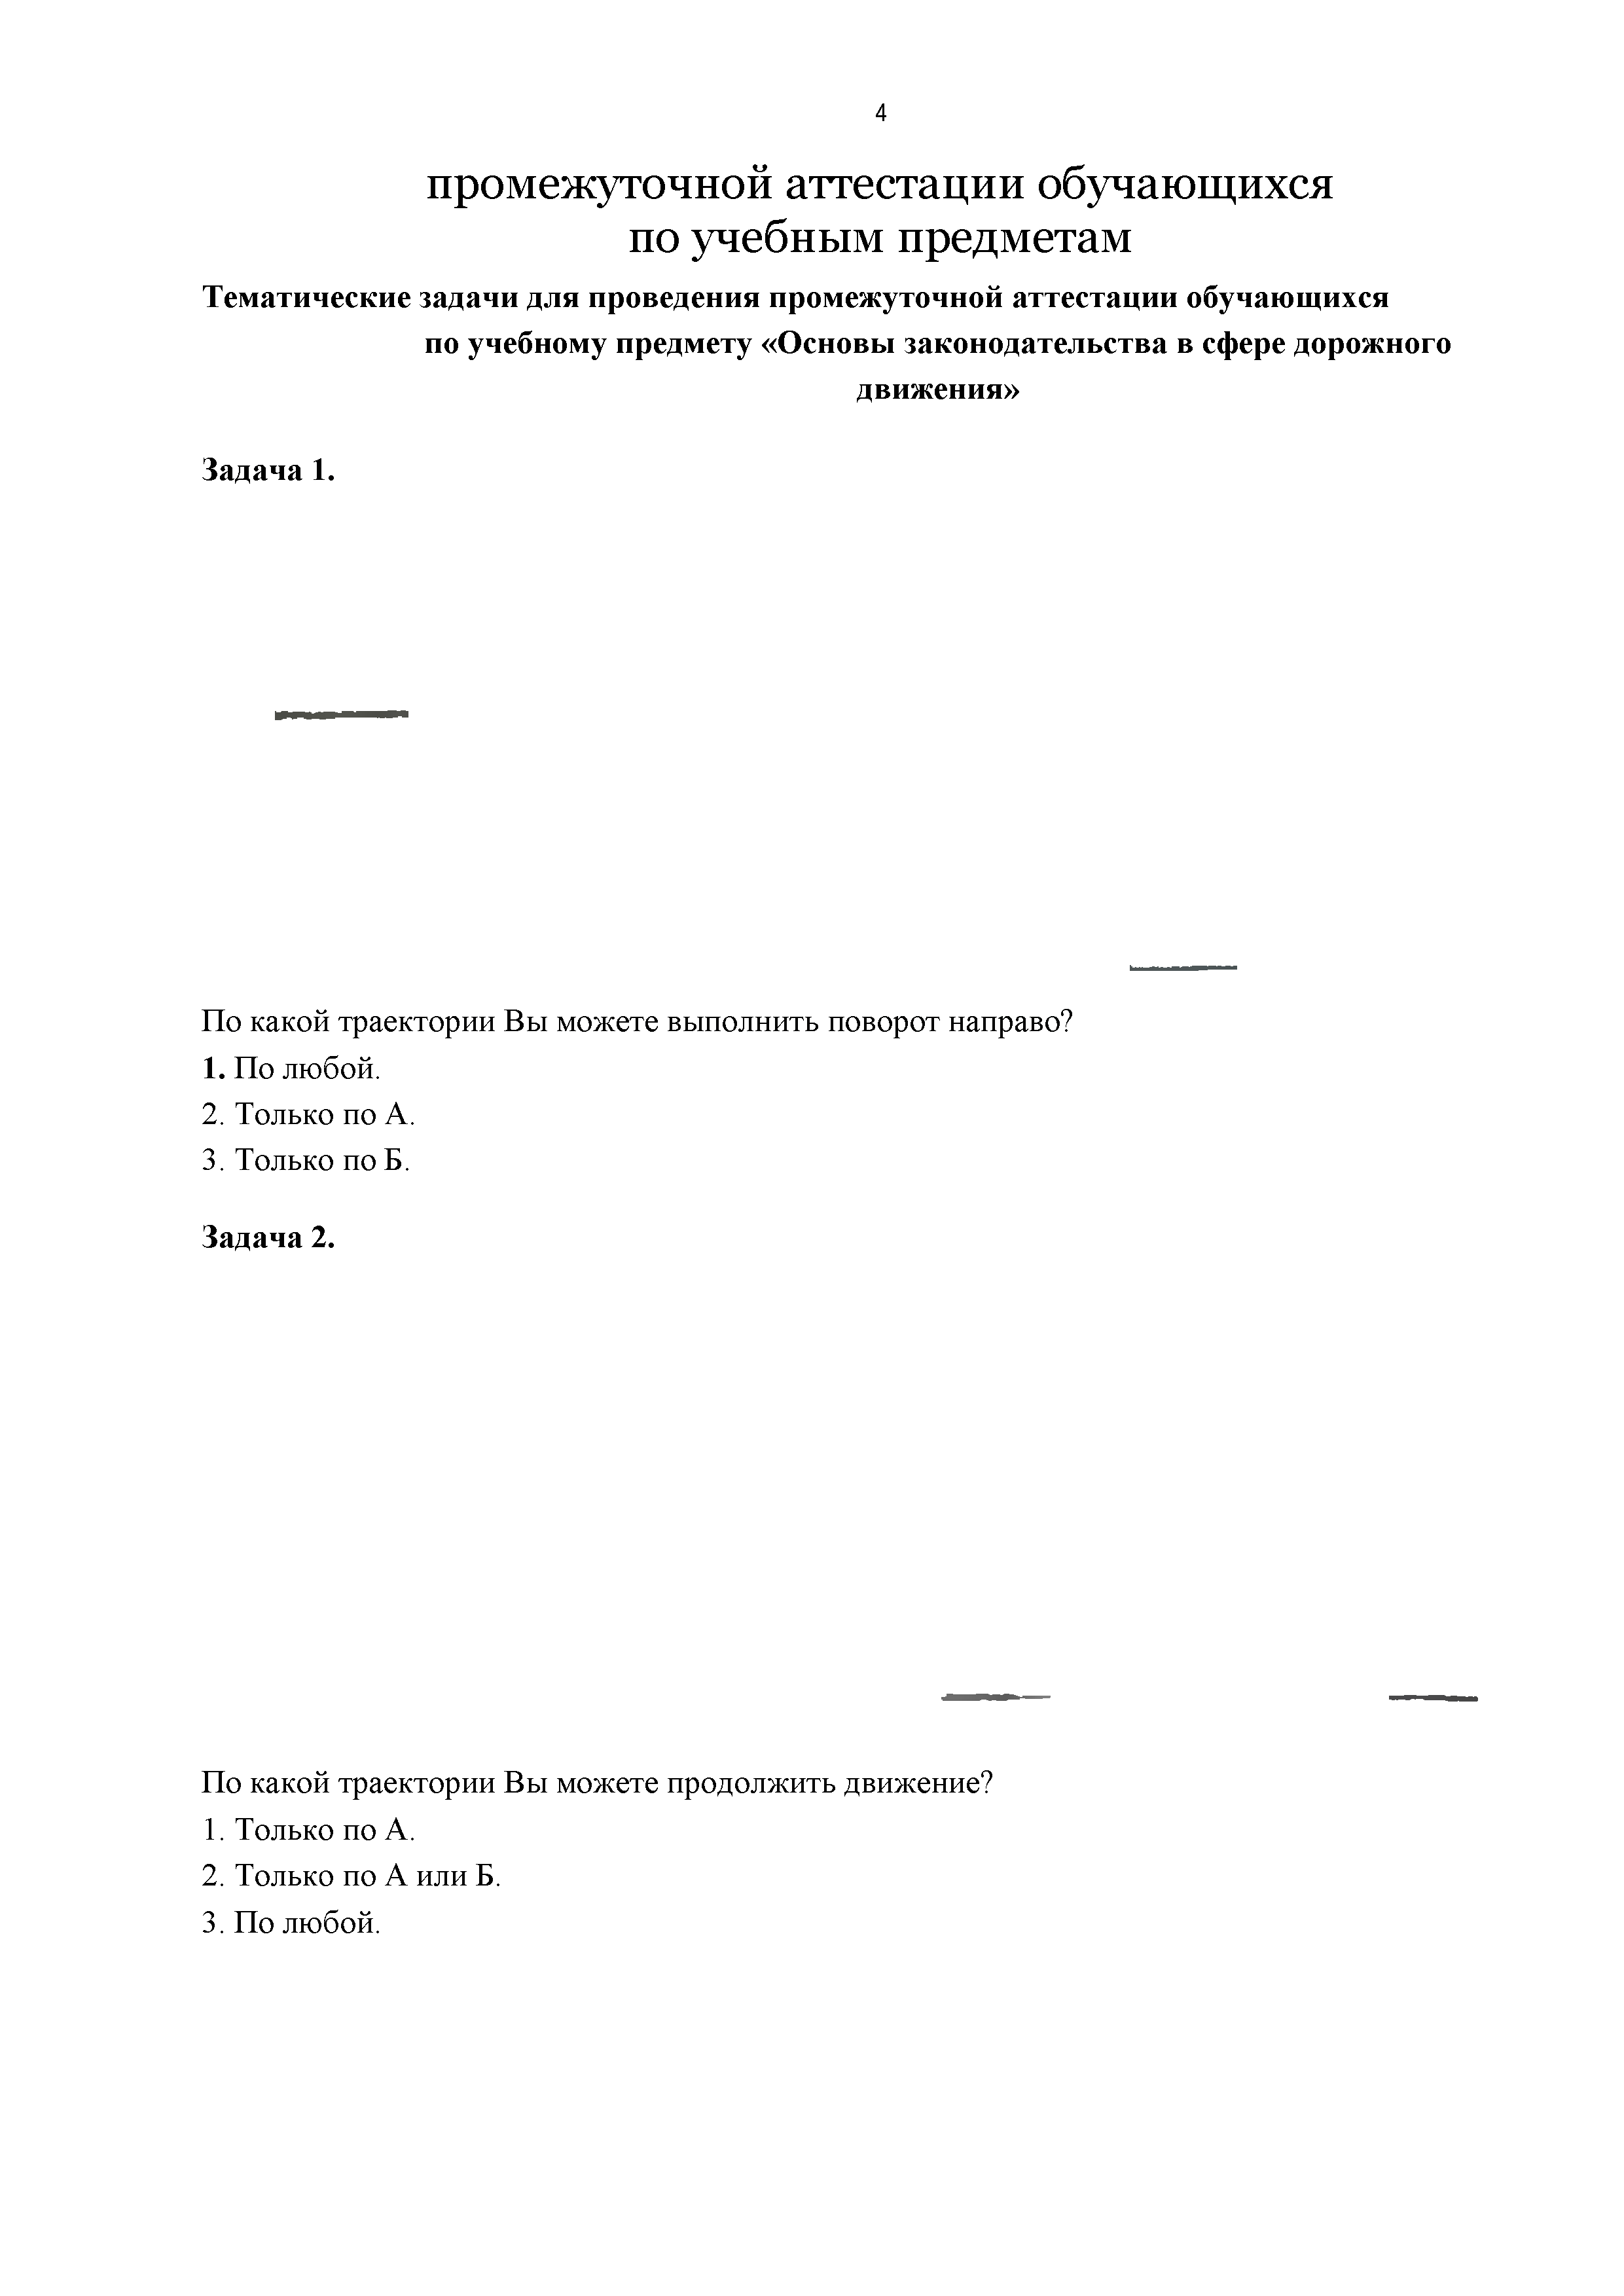 4
промежуточной аттестации обучающихся
по учебным предметам
Тематические задачи для проведения промежуточной аттестации обучающихся
по учебному предмету «Основы законодательства в сфере дорожного
движения»
Задача 1.
По какой траектории Вы можете выполнить поворот направо?
1. По любой.
2. Только по А.
3. Только по Б.
Задача 2.
По какой траектории Вы можете продолжить движение?
1. Только по А.
2. Только по А или Б.
3. По любой.